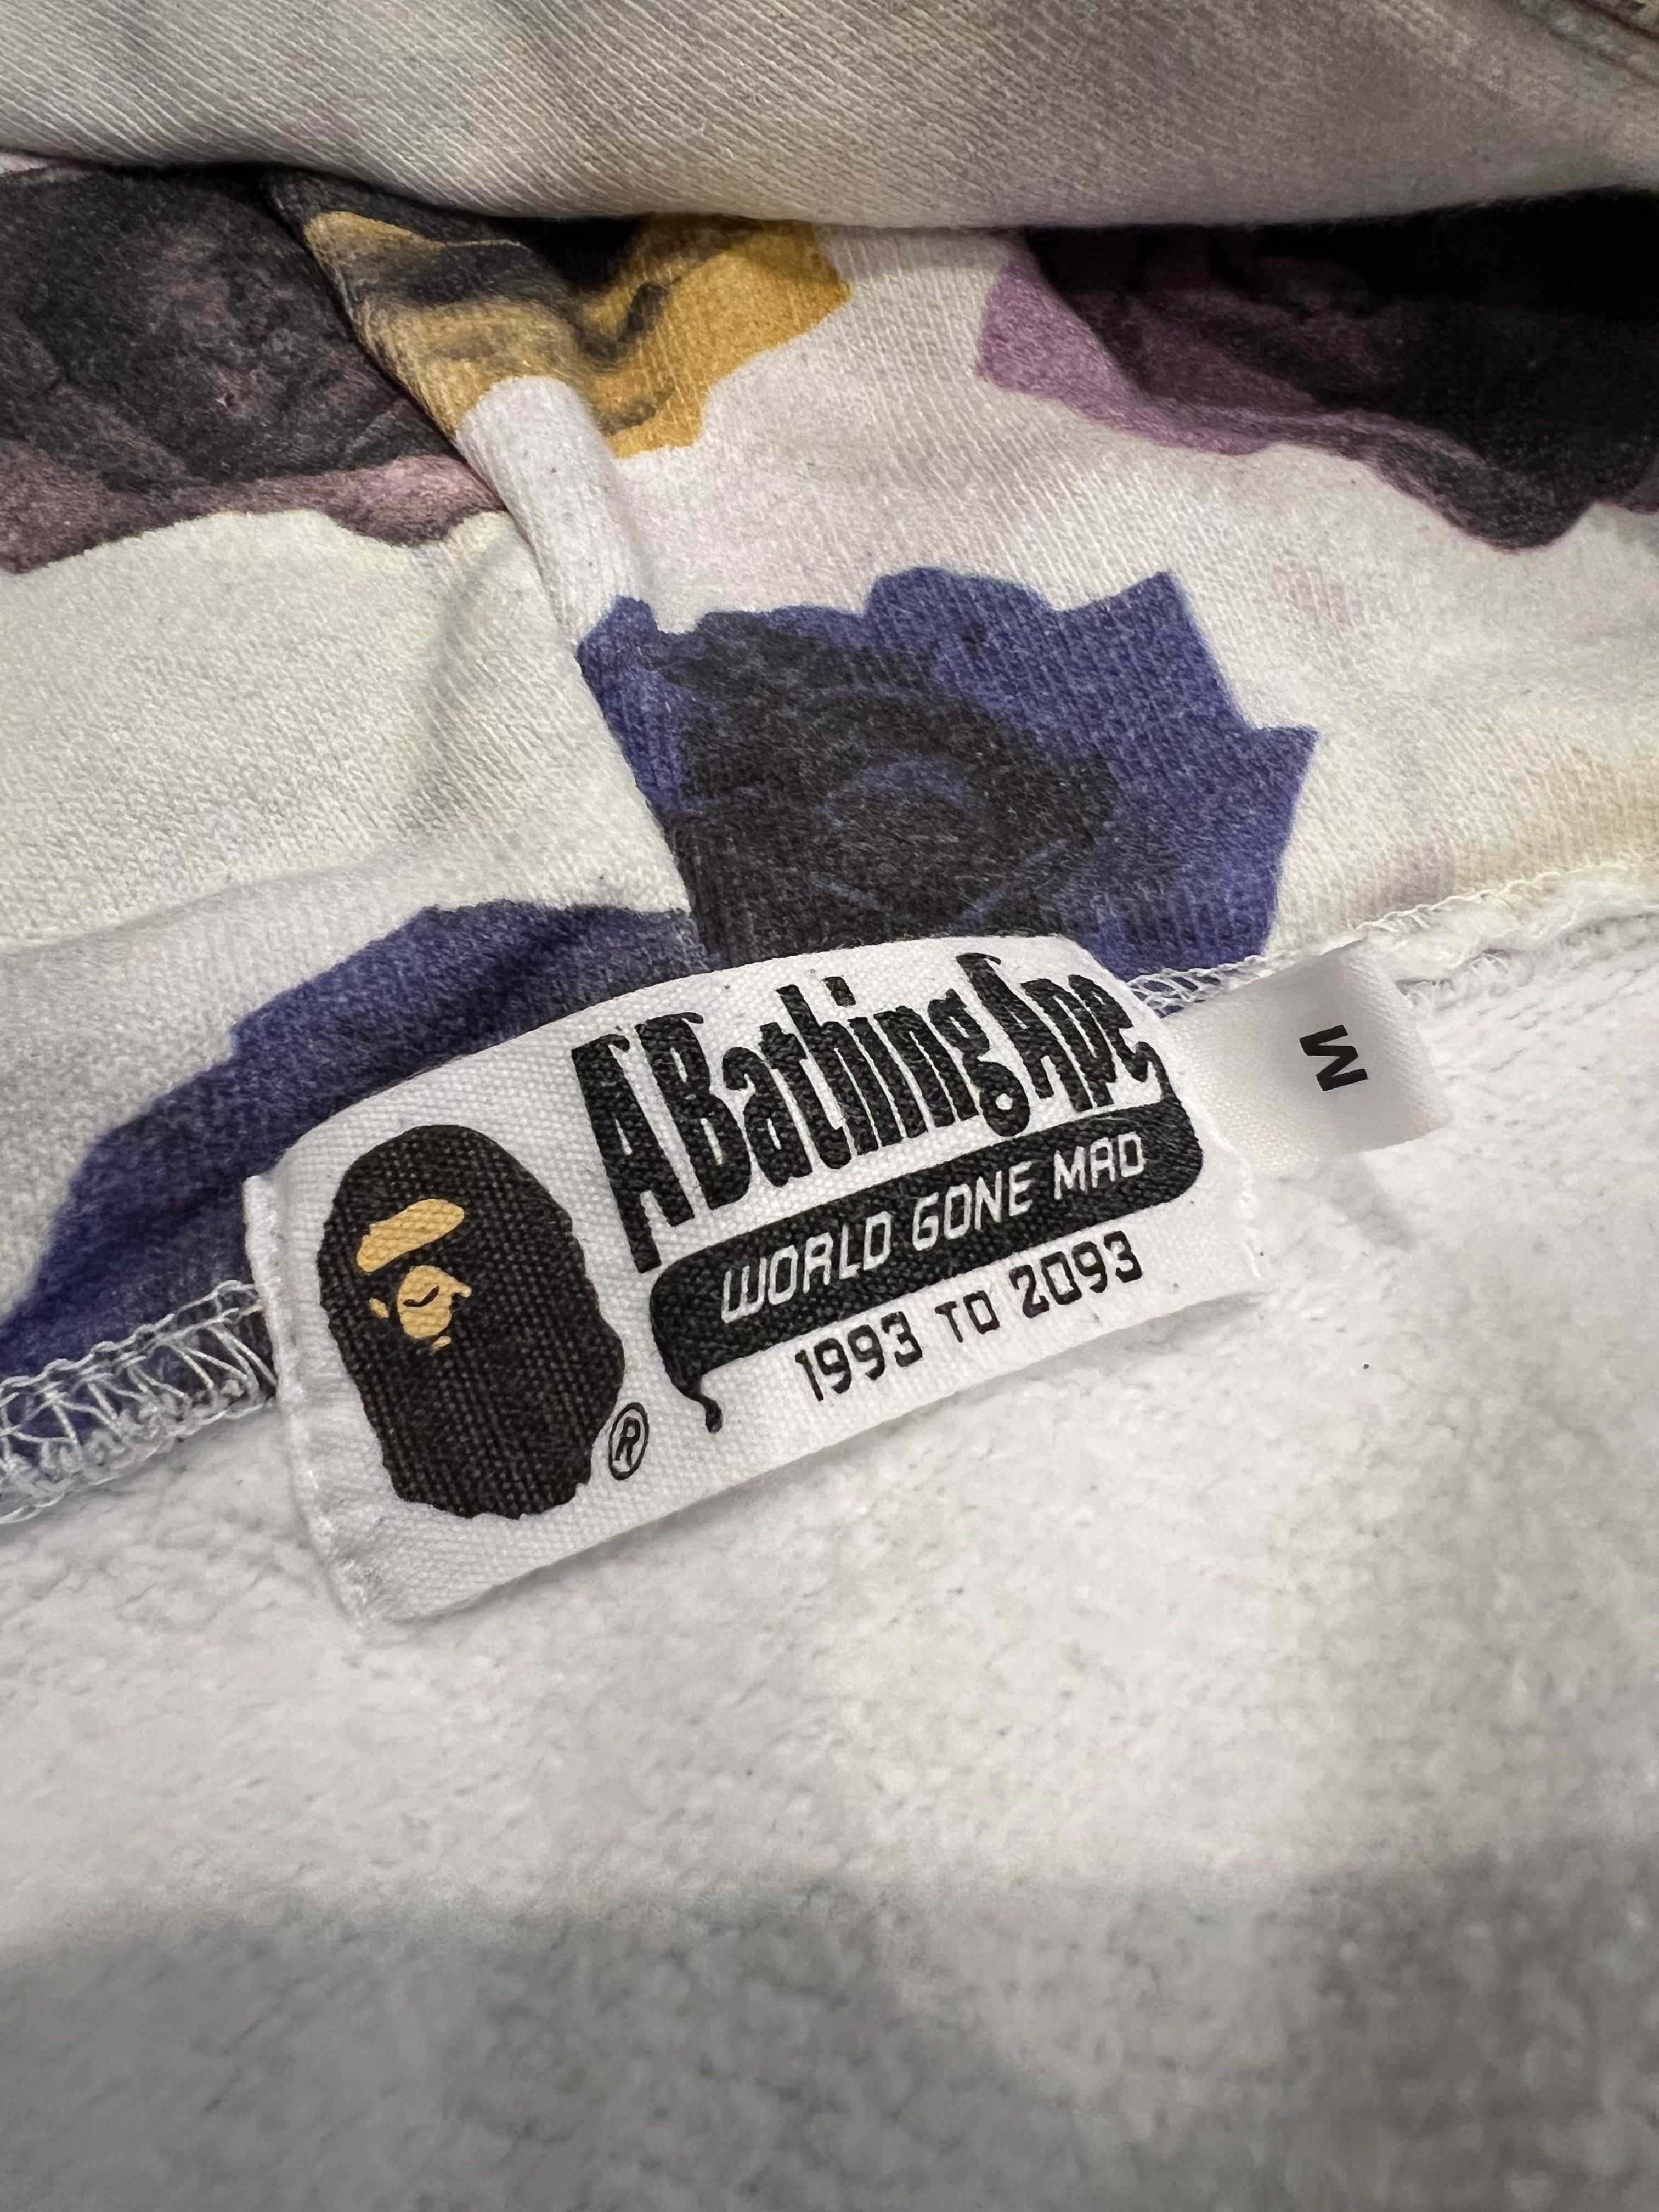 A Bathing Ape
WORLD GONE MAD
1993 TO 2093
®
M